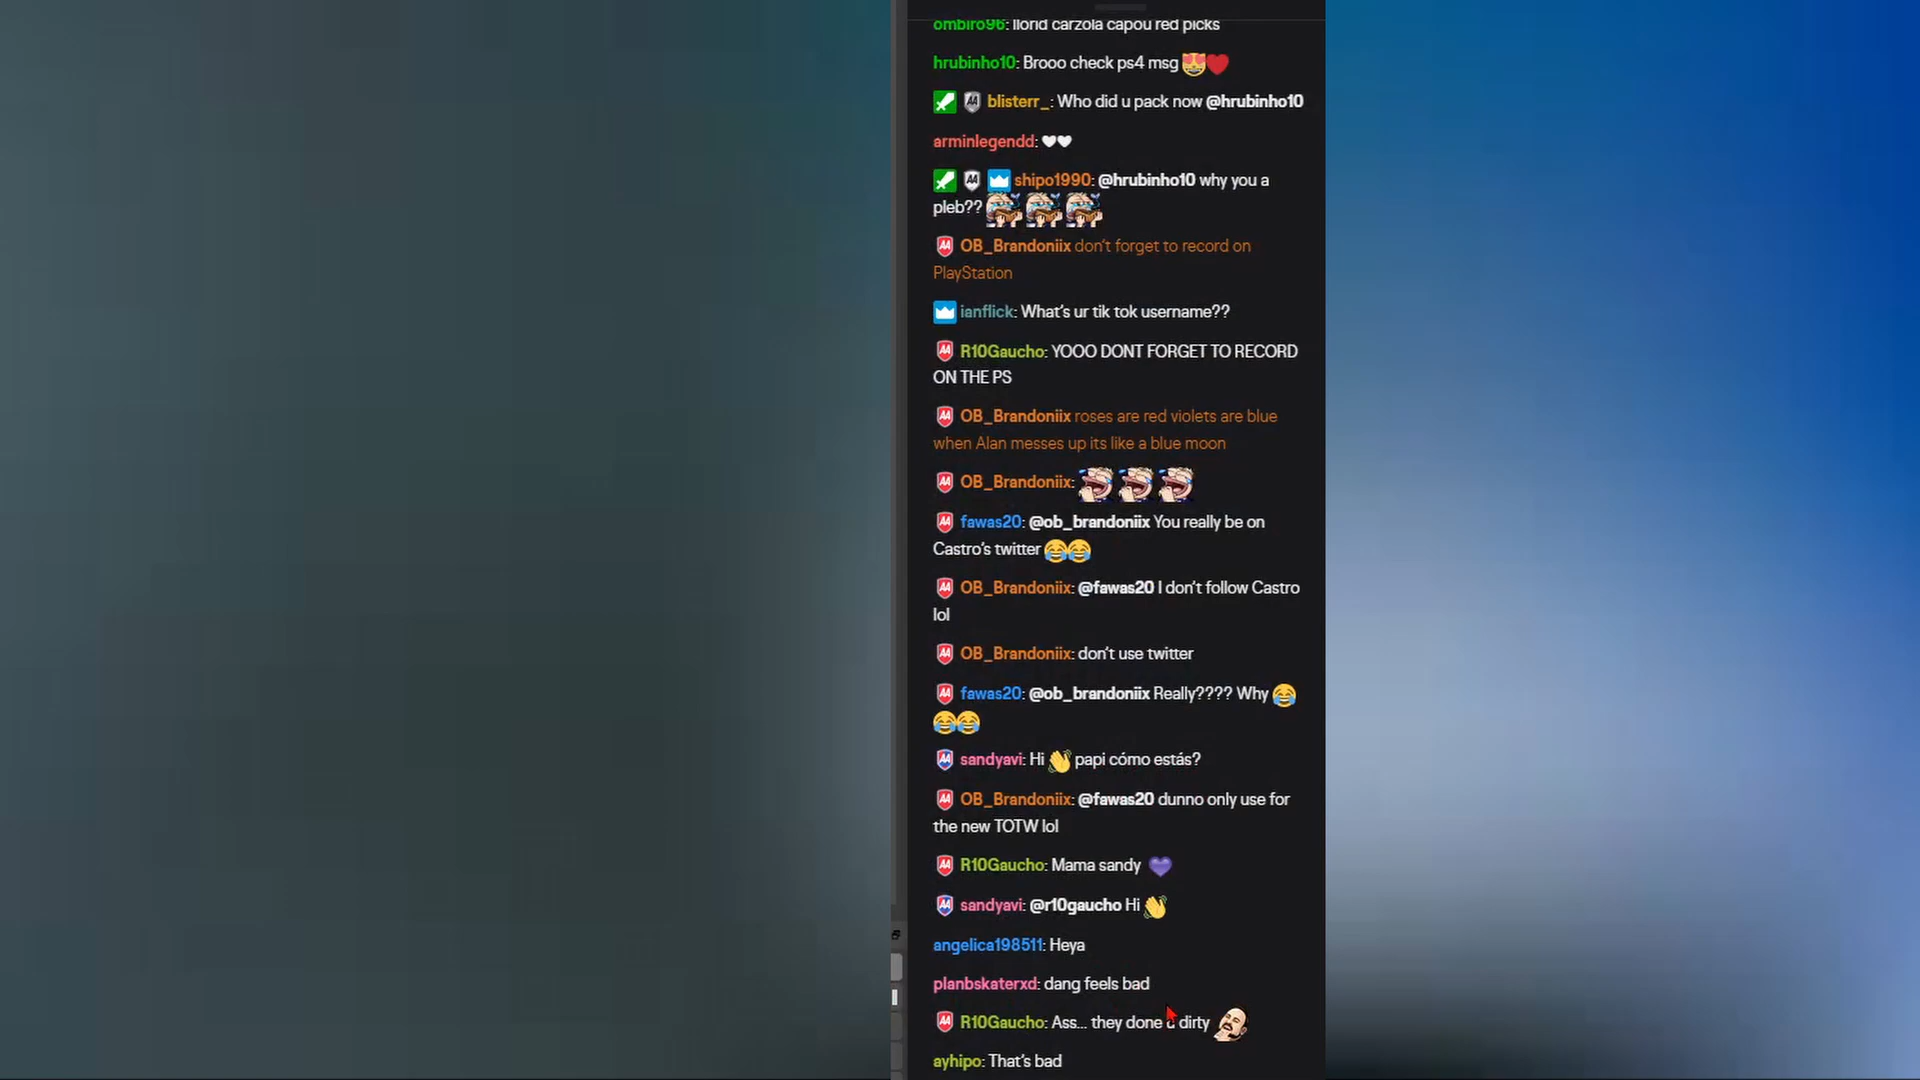 ombiro96: llorid carzola capou red picks
hrubinho10: Brooo check ps4 msg 😻❤️
blisterr_: Who did u pack now @hrubinho10
arminlegendd: 🤍🤍
shipo1990: @hrubinho10 why you a
pleb??
OB_Brandoniix don't forget to record on
PlayStation
ianflick: What's ur tik tok username??
R10Gaucho: YOOO DONT FORGET TO RECORD
ON THE PS
OB_Brandoniix roses are red violets are blue
when Alan messes up its like a blue moon
OB_Brandoniix:
fawas20: @ob_brandoniix You really be on
Castro's twitter 😂😂
OB_Brandoniix: @fawas20 I don't follow Castro
lol
OB_Brandoniix: don't use twitter
fawas20: @ob_brandoniix Really???? Why 😂
😂😂
sandyavi: Hi 👋 papi cómo estás?
OB_Brandoniix: @fawas20 dunno only use for
the new TOTW lol
R10Gaucho: Mama sandy 💜
sandyavi: @r10gaucho Hi 👋
angelica198511: Heya
planbskaterxd: dang feels bad
R10Gaucho: Ass... they done u dirty
ayhipo: That's bad